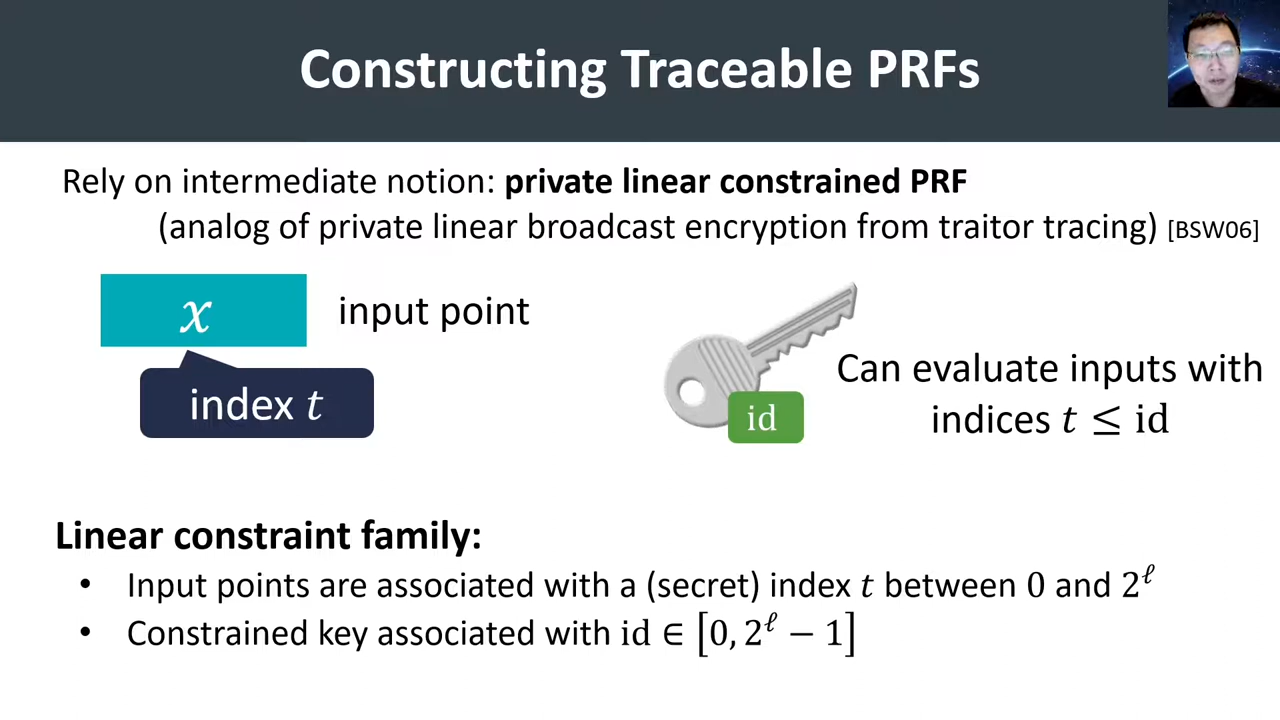 Constructing Traceable PRFs
Rely on intermediate notion: private linear constrained PRF
(analog of private linear broadcast encryption from traitor tracing) [BSW06]
x
input point
index t
id
Can evaluate inputs with
indices t ≤ id
Linear constraint family:
• Input points are associated with a (secret) index t between 0 and 2^ℓ
• Constrained key associated with id ∈ [0, 2^ℓ − 1]